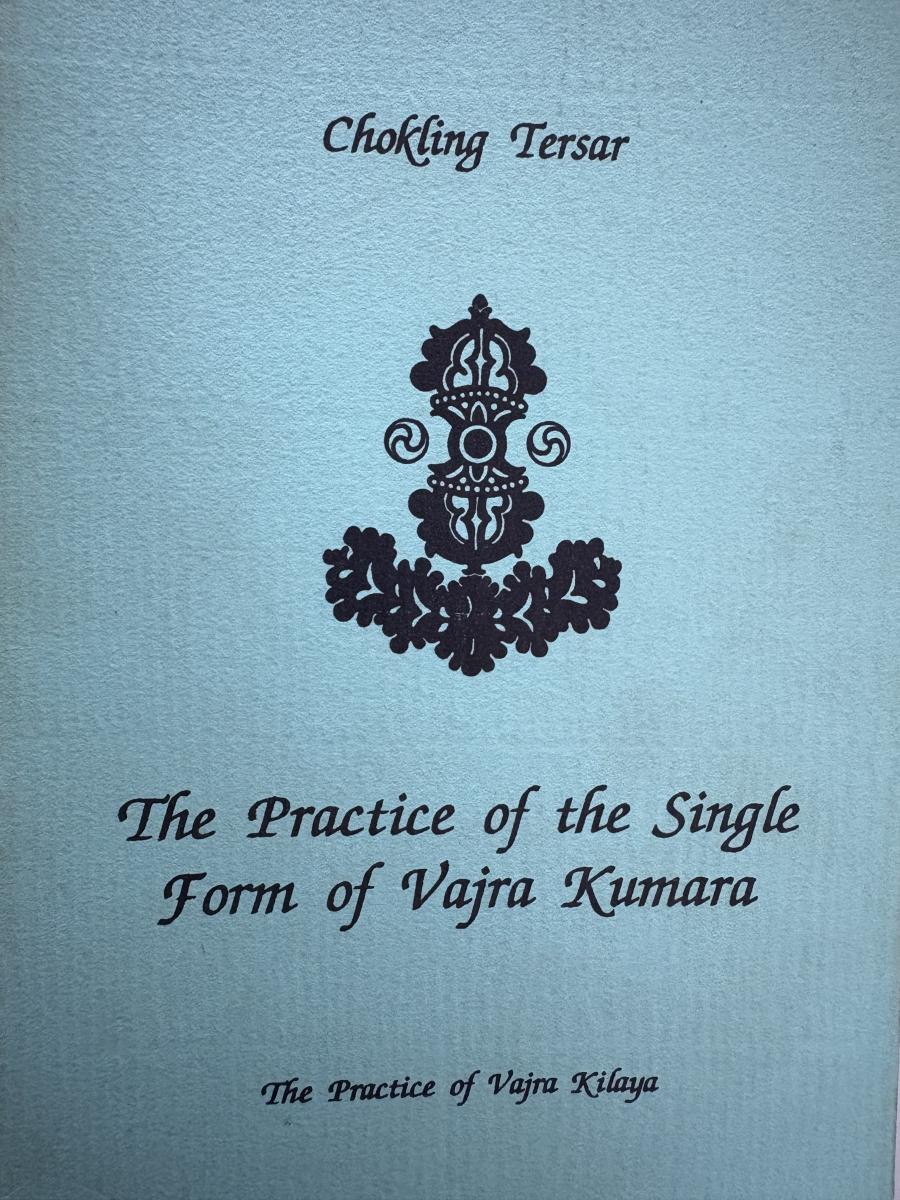 Chokling Tersar
The Practice of the Single
Form of Vajra Kumara
The Practice of Vajra Kilaya